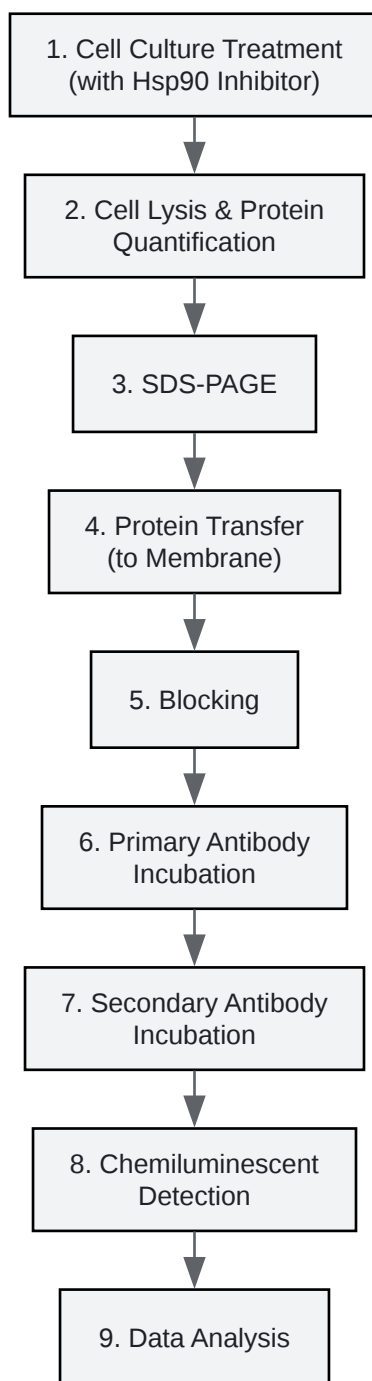 1. Cell Culture Treatment
(with Hsp90 Inhibitor)
2. Cell Lysis & Protein
Quantification
3. SDS-PAGE
4. Protein Transfer
(to Membrane)
5. Blocking
6. Primary Antibody
Incubation
7. Secondary Antibody
Incubation
8. Chemiluminescent
Detection
9. Data Analysis